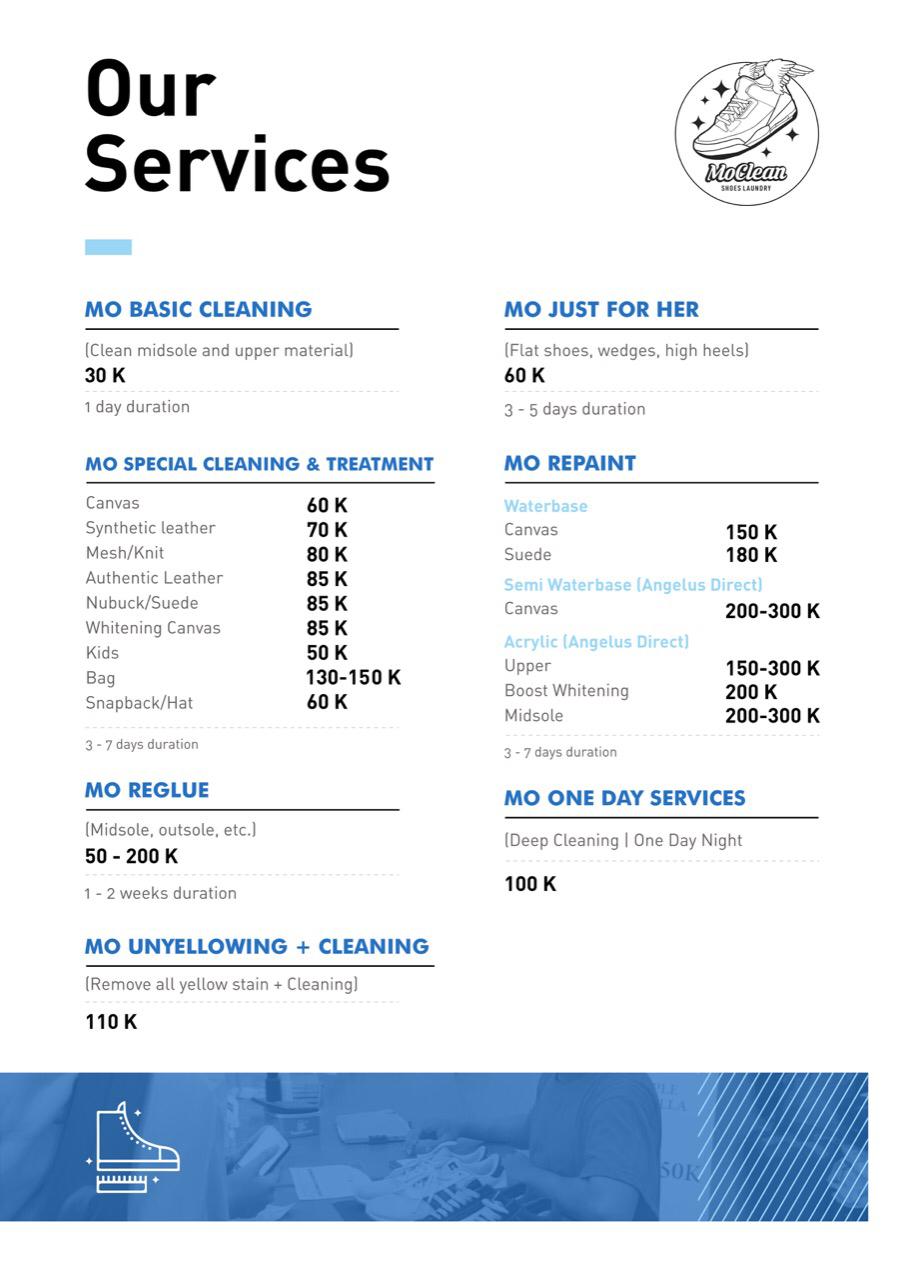 Our
Services
MoClean
SHOES LAUNDRY
MO BASIC CLEANING
(Clean midsole and upper material)
30 K
1 day duration
MO SPECIAL CLEANING & TREATMENT
Canvas 60 K
Synthetic leather 70 K
Mesh/Knit 80 K
Authentic Leather 85 K
Nubuck/Suede 85 K
Whitening Canvas 85 K
Kids 50 K
Bag 130-150 K
Snapback/Hat 60 K
3 - 7 days duration
MO REGLUE
(Midsole, outsole, etc.)
50 - 200 K
1 - 2 weeks duration
MO UNYELLOWING + CLEANING
(Remove all yellow stain + Cleaning)
110 K
MO JUST FOR HER
(Flat shoes, wedges, high heels)
60 K
3 - 5 days duration
MO REPAINT
Waterbase
Canvas 150 K
Suede 180 K
Semi Waterbase (Angelus Direct)
Canvas 200-300 K
Acrylic (Angelus Direct)
Upper 150-300 K
Boost Whitening 200 K
Midsole 200-300 K
3 - 7 days duration
MO ONE DAY SERVICES
(Deep Cleaning | One Day Night
100 K
50K